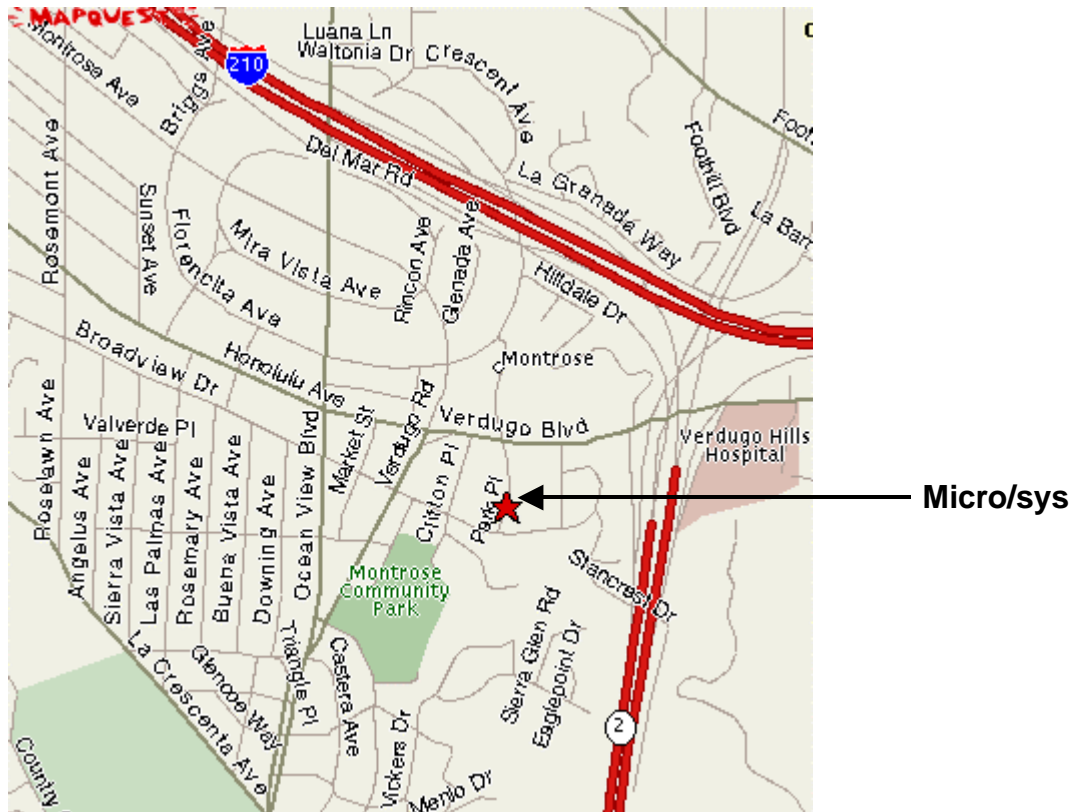 MAPQUES
Montrose Ave
Briggs Ave
210
Luana Ln
Waltonia Dr
Crescent Ave
Foothill Blvd
Foot
La Granada Way
La Barr
Del Mar Rd
Rosemont Ave
Sunset Ave
Florencita Ave
Mira Vista Ave
Rincon Ave
Glenada Ave
Hilldale Dr
Montrose
Broadview Dr
Honolulu Ave
Verdugo Blvd
Verdugo Hills
Hospital
Valverde Pl
Market St
Verdugo Rd
Clifton Pl
Park Pl
Micro/sys
Roselawn Ave
Angelus Ave
Sierra Vista Ave
Las Palmas Ave
Rosemary Ave
Buena Vista Ave
Downing Ave
Ocean View Blvd
Montrose
Community
Park
Stancrest Dr
Sierra Glen Rd
Eaglepoint Dr
Triangle Pl
Castera Ave
La Crescenta Ave
Glencoe Way
Vickers Dr
Menlo Dr
2
County